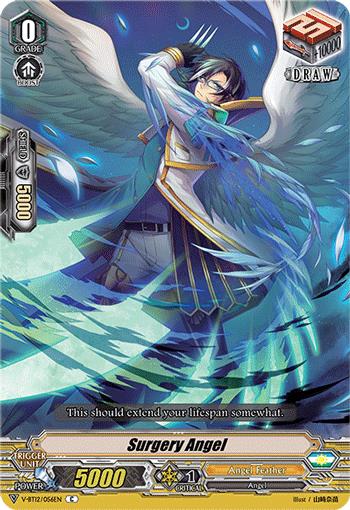 0
GRADE
+10000
DRAW
BOOST
SHIELD
5000
This should extend your lifespan somewhat.
Surgery Angel
TRIGGER UNIT
POWER
5000
1
CRITICAL
Angel Feather
Angel
V-BT12/056EN C
Illust / 山崎奈苗